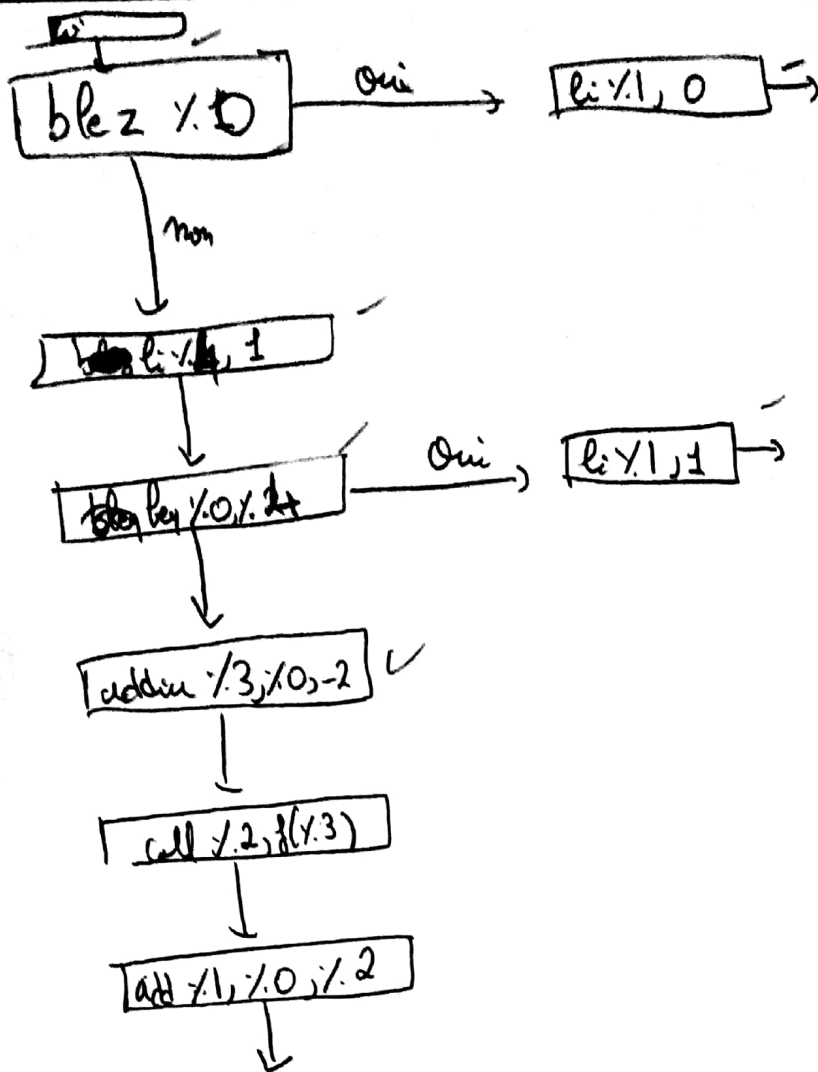 blez %0
Oui
li %1, 0
non
li %4, 1
Oui
li %1, 1
beq %0, %4
addiu %3, %0, -2
call %2, f(%3)
add %1, %0, %2